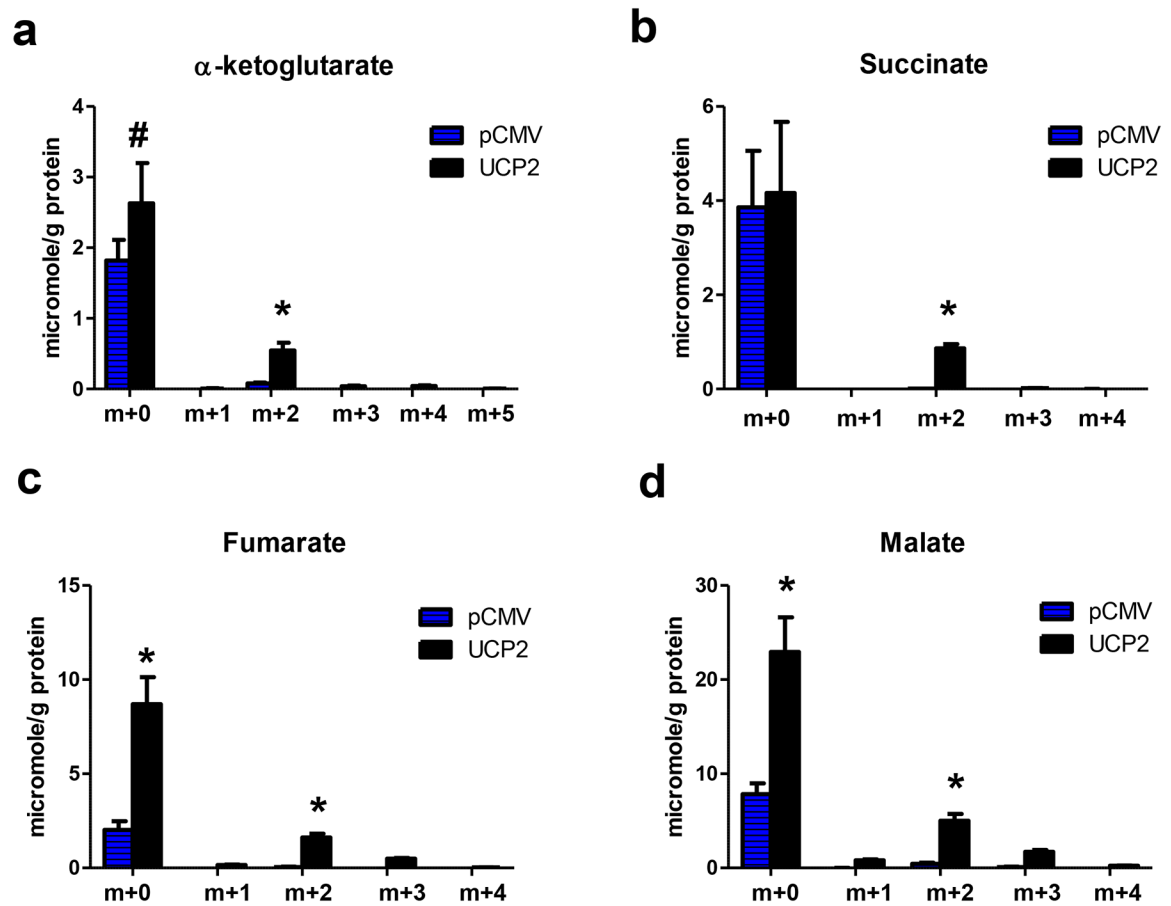 a
α-ketoglutarate
micromole/g protein
4
3
2
1
0
#
*
pCMV
UCP2
m+0 m+1 m+2 m+3 m+4 m+5
b
Succinate
micromole/g protein
6
4
2
0
*
pCMV
UCP2
m+0 m+1 m+2 m+3 m+4
c
Fumarate
micromole/g protein
15
10
5
0
*
*
pCMV
UCP2
m+0 m+1 m+2 m+3 m+4
d
Malate
micromole/g protein
30
20
10
0
*
*
pCMV
UCP2
m+0 m+1 m+2 m+3 m+4